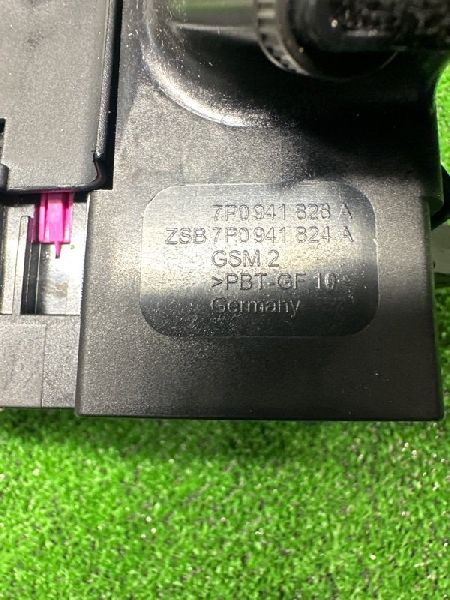 7P0 941 828 A
ZSB 7P0 941 824 A
GSM 2
>PBT-GF 10<
Germany